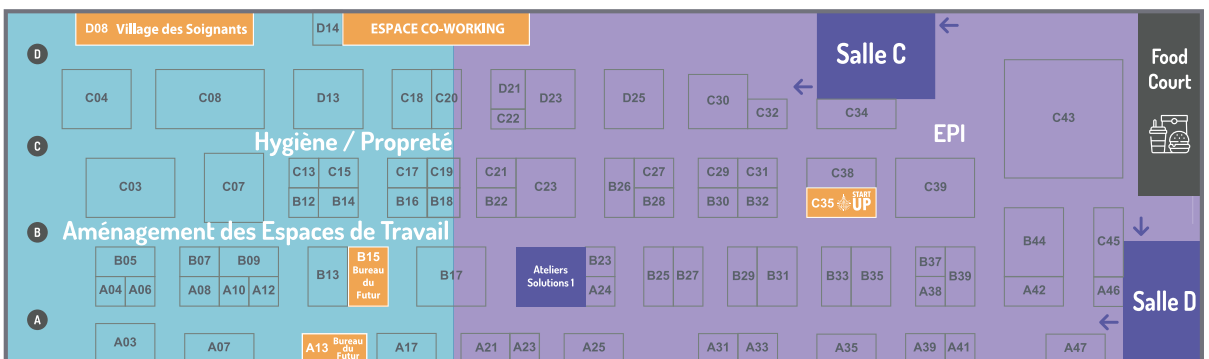 D08 Village des Soignants
D14
ESPACE CO-WORKING
D
Salle C
Food
Court
C04
C08
D13
C18
C20
D21
C22
D23
D25
C30
C32
C34
C43
C
Hygiène / Propreté
EPI
C03
C07
C13
C15
B12
B14
C17
C19
B16
B18
C21
B22
C23
B26
C27
B28
C29
C31
B30
B32
C38
C35 START
UP
C39
B
Aménagement des Espaces de Travail
B05
A04
A06
B07
B09
A08
A10
A12
B13
B15
Bureau
du
Futur
B17
Ateliers
Solutions 1
B23
A24
B25
B27
B29
B31
B33
B35
B37
A38
B39
B44
A42
C45
A46
Salle D
A
A03
A07
A13 Bureau
du
Futur
A17
A21
A23
A25
A31
A33
A35
A39
A41
A47